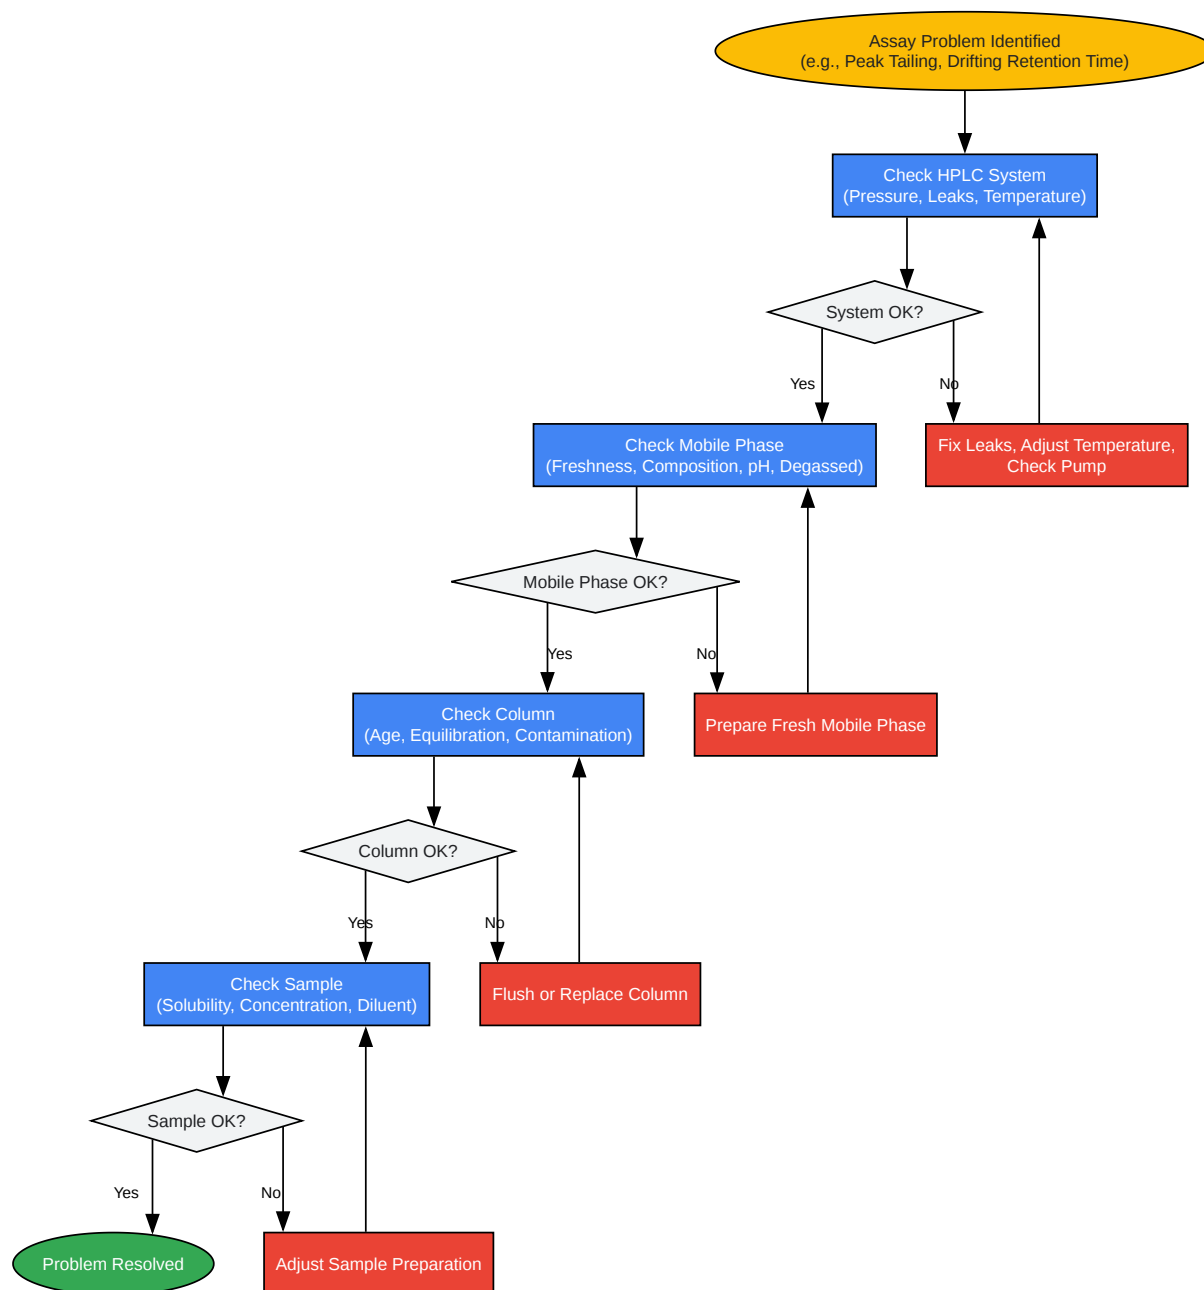 Assay Problem Identified
(e.g., Peak Tailing, Drifting Retention Time)
Check HPLC System
(Pressure, Leaks, Temperature)
System OK?
Yes
No
Check Mobile Phase
(Freshness, Composition, pH, Degassed)
Fix Leaks, Adjust Temperature,
Check Pump
Mobile Phase OK?
Yes
No
Check Column
(Age, Equilibration, Contamination)
Prepare Fresh Mobile Phase
Column OK?
Yes
No
Check Sample
(Solubility, Concentration, Diluent)
Flush or Replace Column
Sample OK?
Yes
No
Problem Resolved
Adjust Sample Preparation